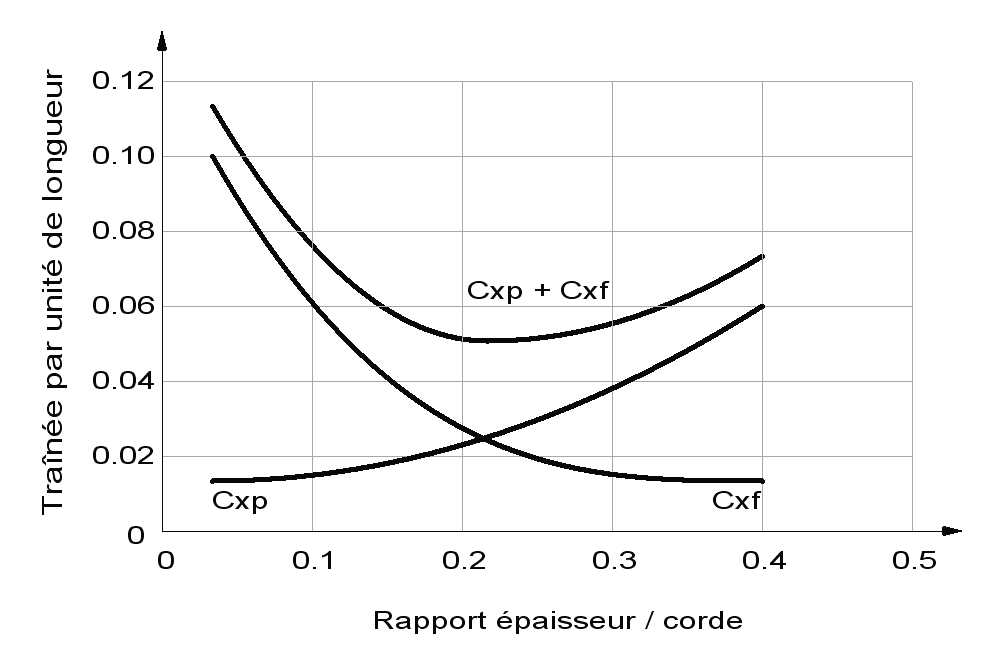 Traînée par unité de longueur
0.12
0.10
0.08
0.06
0.04
0.02
0
Cxp + Cxf
Cxp
Cxf
0
0.1
0.2
0.3
0.4
0.5
Rapport épaisseur / corde